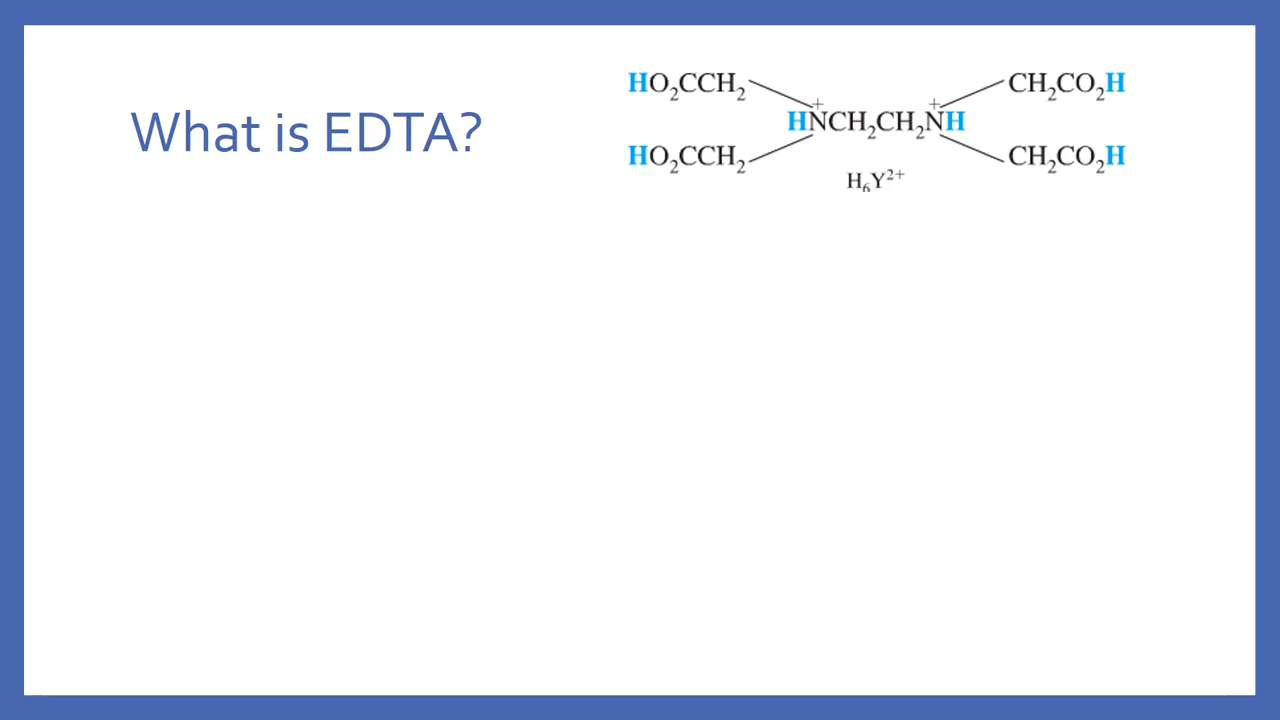 What is EDTA?
HO₂CCH₂ CH₂CO₂H
+ +
HNCH₂CH₂NH
HO₂CCH₂ CH₂CO₂H
H₆Y²⁺